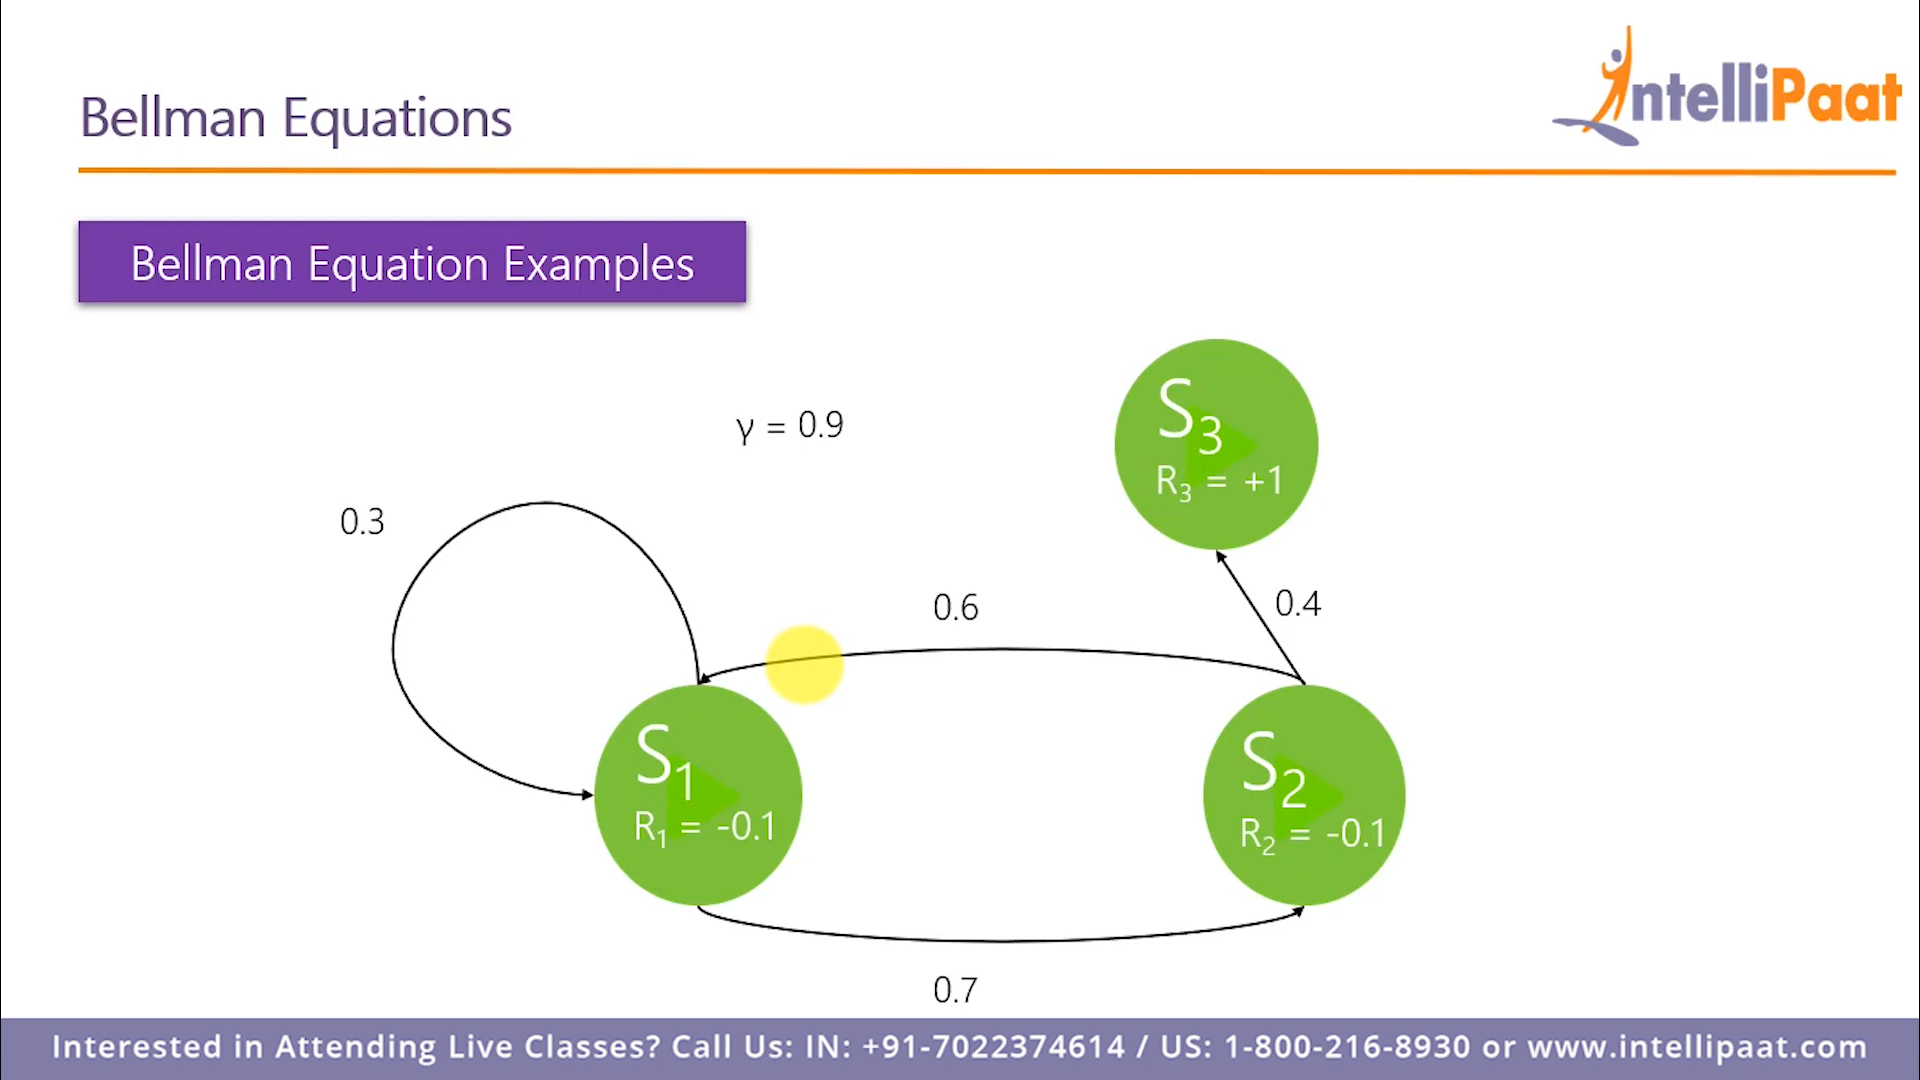 Bellman Equations
IntelliPaat
Bellman Equation Examples
S3
R3 = +1
γ = 0.9
0.3
0.6
0.4
S1
R1 = -0.1
S2
R2 = -0.1
0.7
Interested in Attending Live Classes? Call Us: IN: +91-7022374614 / US: 1-800-216-8930 or www.intellipaat.com